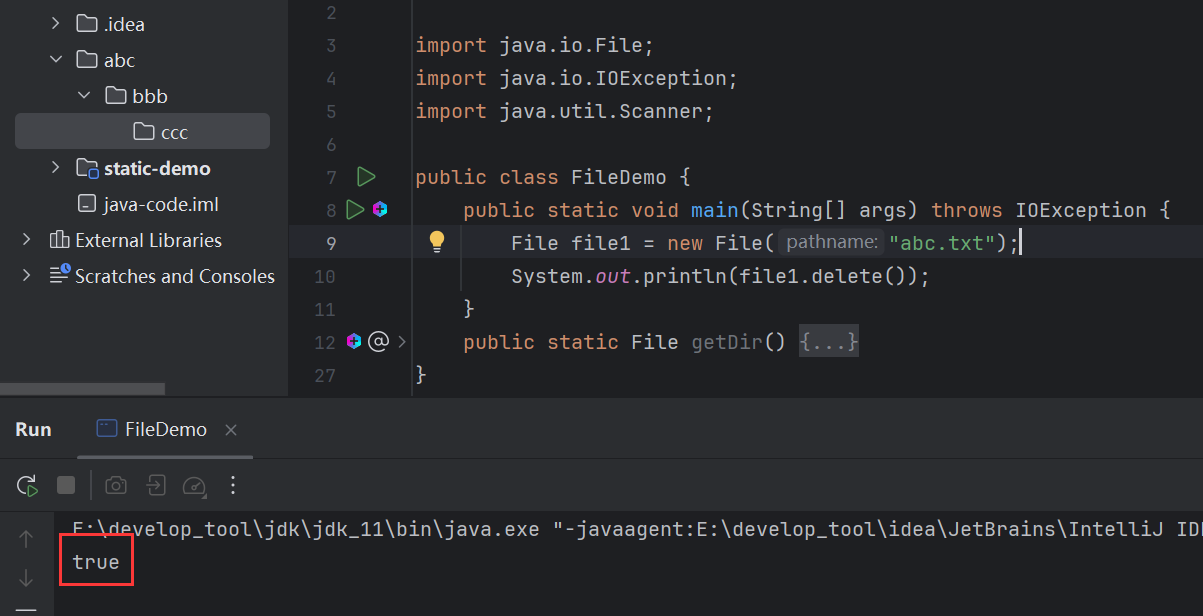 .idea
abc
bbb
ccc
static-demo
java-code.iml
External Libraries
Scratches and Consoles
2
3 import java.io.File;
4 import java.io.IOException;
5 import java.util.Scanner;
6
7 public class FileDemo {
8 public static void main(String[] args) throws IOException {
9 File file1 = new File( pathname: "abc.txt");
10 System.out.println(file1.delete());
11 }
12 public static File getDir() {...}
27 }
Run FileDemo
E:\develop_tool\jdk\jdk_11\bin\java.exe "-javaagent:E:\develop_tool\idea\JetBrains\IntelliJ IDE
true